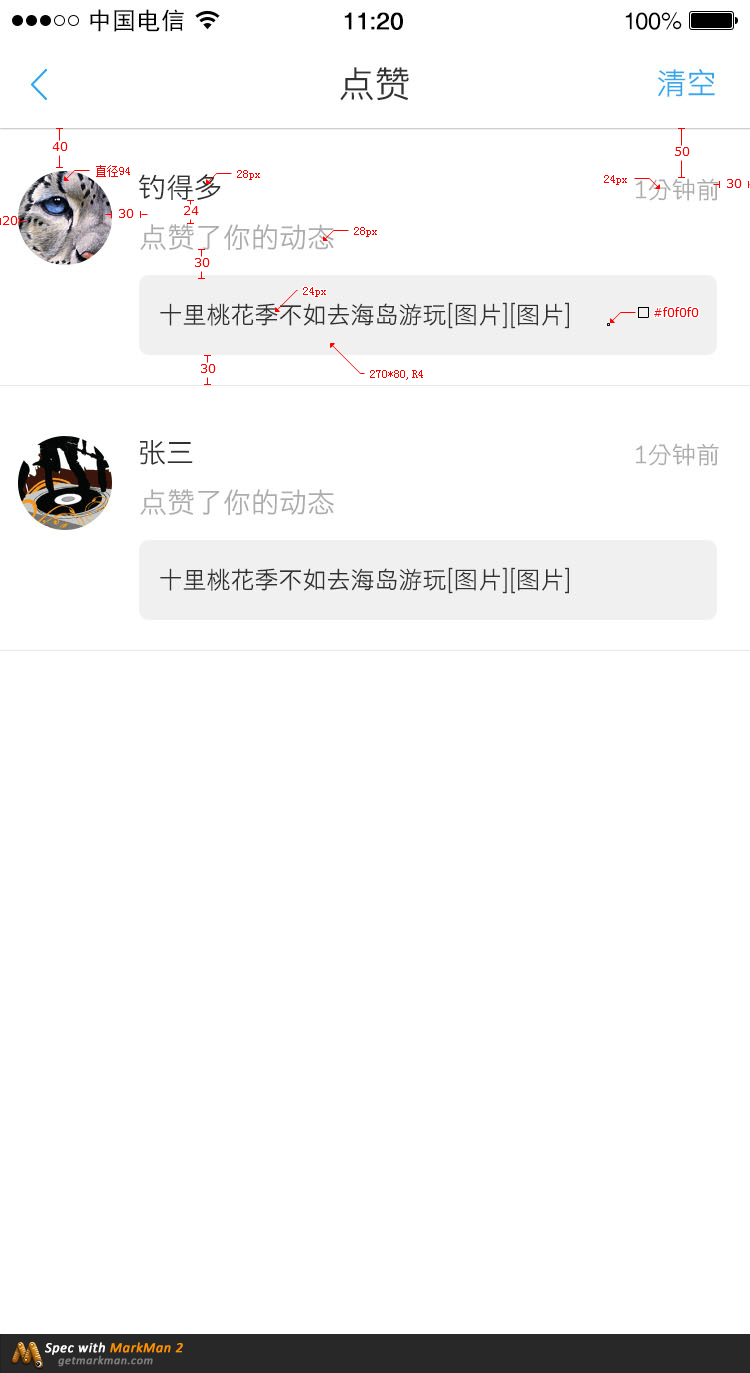 中国电信 11:20 100%
点赞 清空
40 50
直径94 28px 24px
钓得多 1分钟前 30
20 30 24
点赞了你的动态 28px
30
24px
十里桃花季不如去海岛游玩[图片][图片] #f0f0f0
30
270*80, R4
张三 1分钟前
点赞了你的动态
十里桃花季不如去海岛游玩[图片][图片]
Spec with MarkMan 2
getmarkman.com